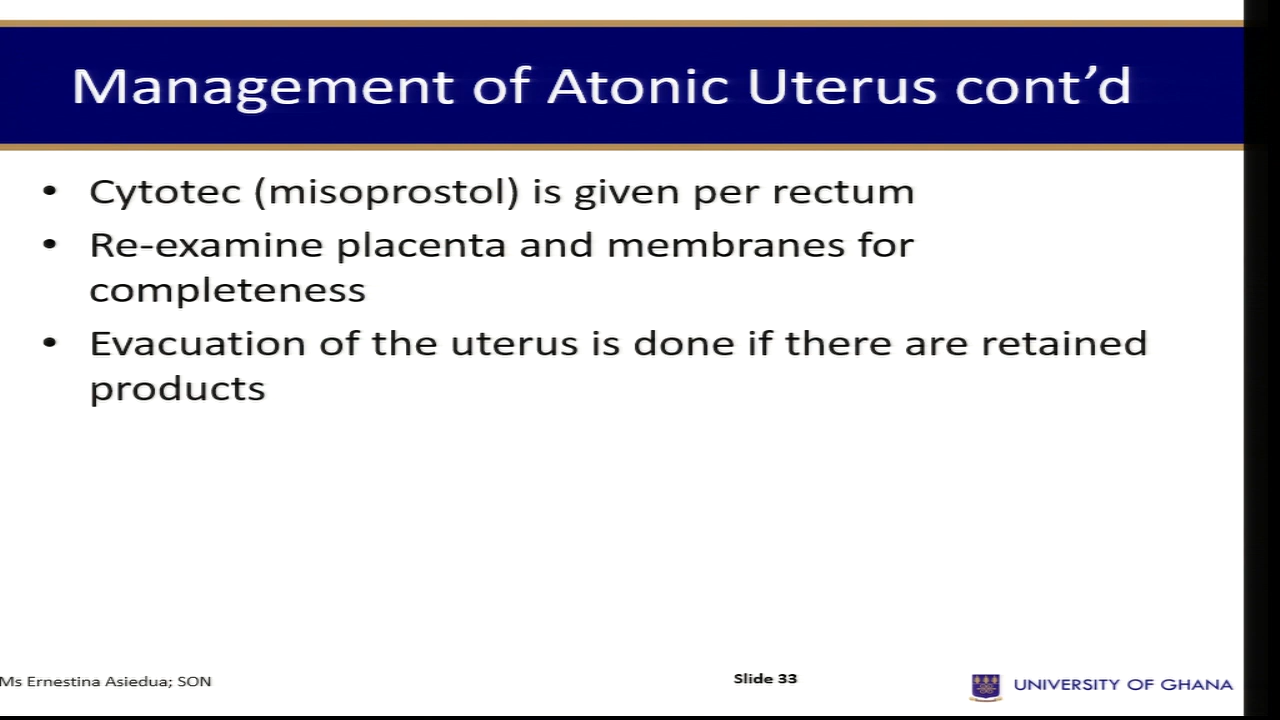 Management of Atonic Uterus cont’d
• Cytotec (misoprostol) is given per rectum
• Re-examine placenta and membranes for
completeness
• Evacuation of the uterus is done if there are retained
products
Ms Ernestina Asiedua; SON
Slide 33
UNIVERSITY OF GHANA